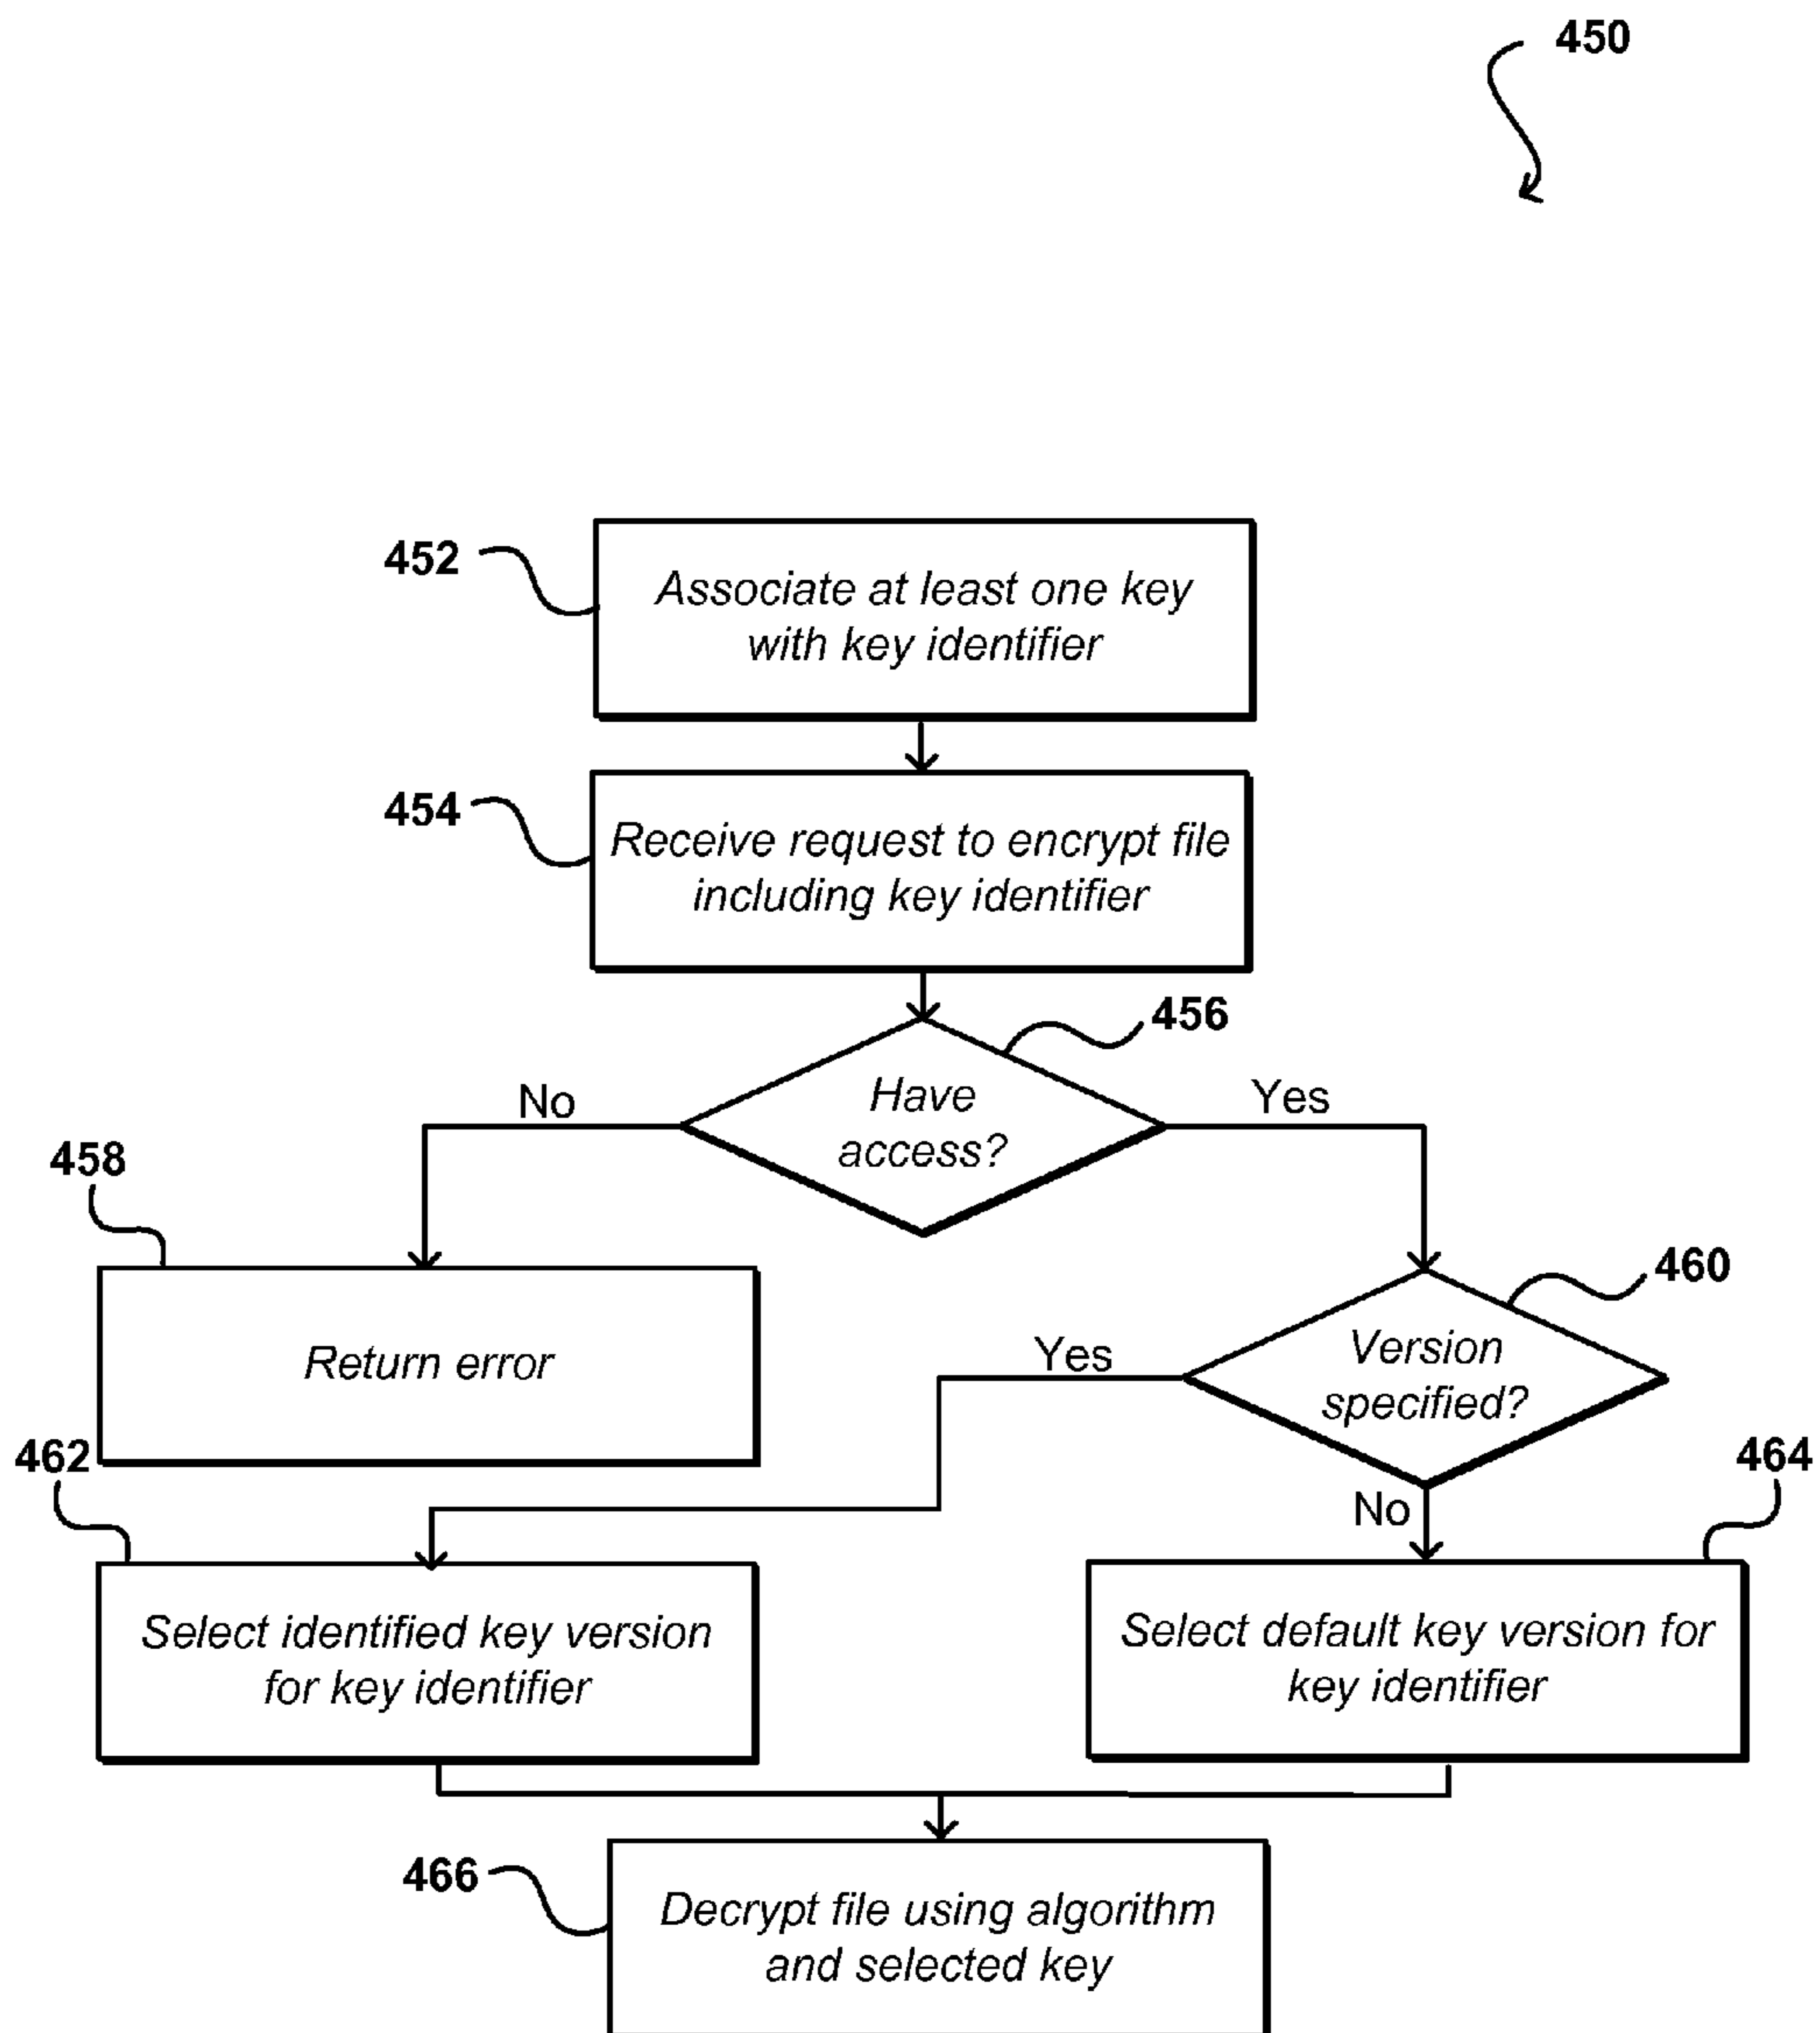 450
452
Associate at least one key
with key identifier
454
Receive request to encrypt file
including key identifier
456
Have
access?
No
Yes
458
Return error
460
Version
specified?
Yes
No
462
Select identified key version
for key identifier
464
Select default key version for
key identifier
466
Decrypt file using algorithm
and selected key